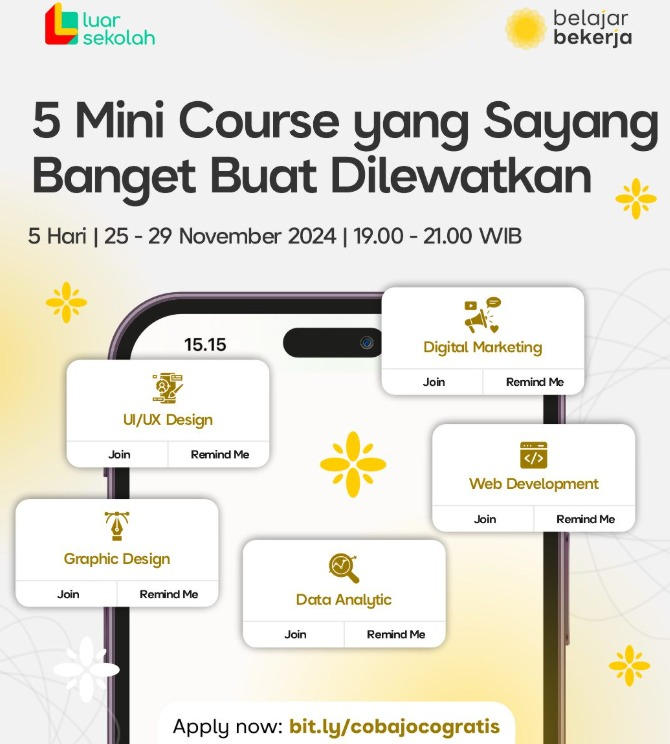 luar
sekolah
belajar
bekerja
5 Mini Course yang Sayang
Banget Buat Dilewatkan
5 Hari | 25 - 29 November 2024 | 19.00 - 21.00 WIB
15.15
Digital Marketing
Join
Remind Me
UI/UX Design
Join
Remind Me
Web Development
Join
Remind Me
Graphic Design
Join
Remind Me
Data Analytic
Join
Remind Me
Apply now: bit.ly/cobajocogratis